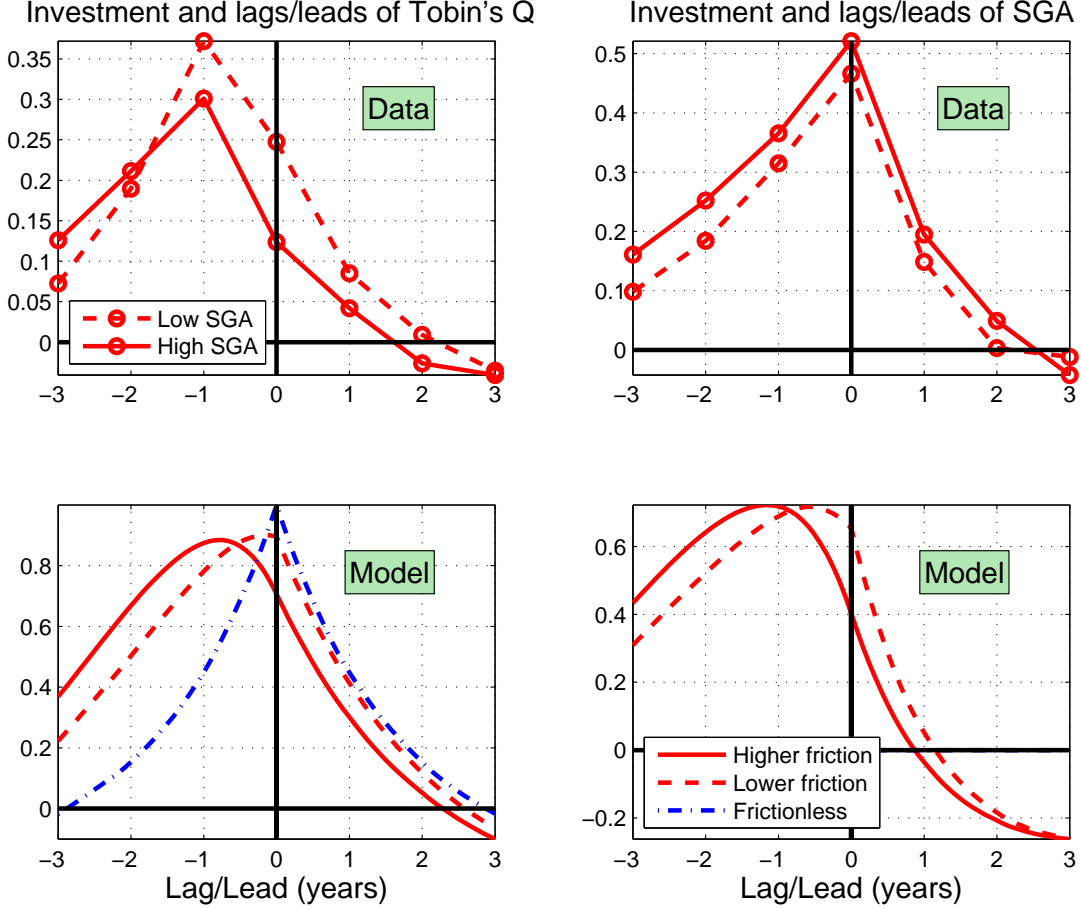 Investment and lags/leads of Tobin's Q
0.35
0.3
0.25
0.2
0.15
0.1
0.05
0
Data
Low SGA
High SGA
−3 −2 −1 0 1 2 3
Investment and lags/leads of SGA
0.5
0.4
0.3
0.2
0.1
0
Data
−3 −2 −1 0 1 2 3
0.8
0.6
0.4
0.2
0
Model
−3 −2 −1 0 1 2 3
Lag/Lead (years)
0.6
0.4
0.2
0
−0.2
Model
Higher friction
Lower friction
Frictionless
−3 −2 −1 0 1 2 3
Lag/Lead (years)